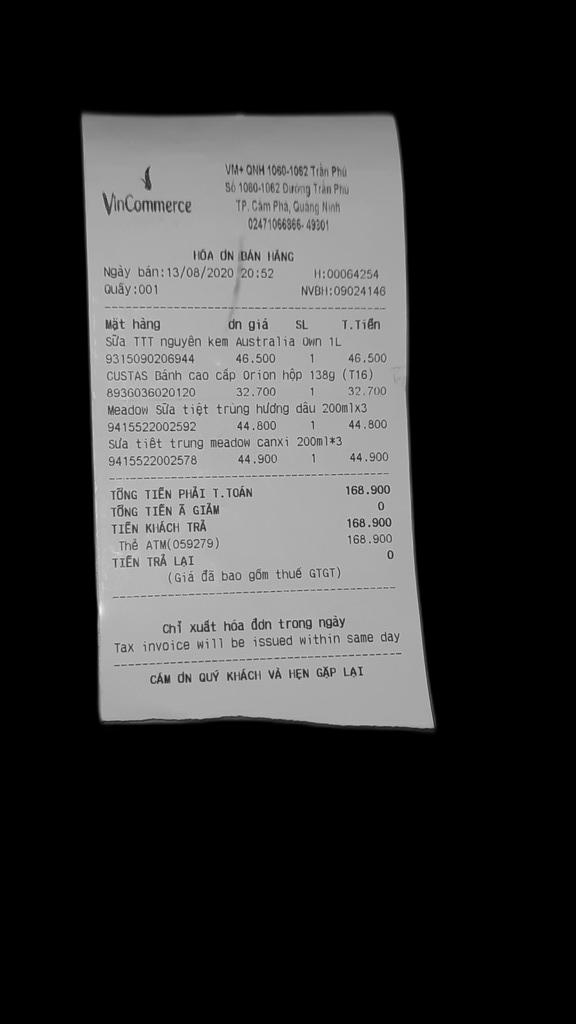 VinCommerce
VM+ QNH 1060-1062 Trần Phú
Số 1060-1062 Đường Trần Phú
TP. Cẩm Phả, Quảng Ninh
02471066866- 49301
HÓA ƠN BÁN HÀNG
Ngày bán:13/08/2020 20:52 H:00064254
Quầy:001 NVBH:09024146
Mặt hàng ơn giá SL T.Tiền
Sữa TTT nguyên kem Australia Own 1L
9315090206944 46.500 1 46.500
CUSTAS Bánh cao cấp Orion hộp 138g (T16)
8936036020120 32.700 1 32.700
Meadow Sữa tiệt trùng hương dâu 200mlx3
9415522002592 44.800 1 44.800
Sưa tiêt trung meadow canxi 200ml*3
9415522002578 44.900 1 44.900
TỔNG TIỀN PHẢI T.TOÁN 168.900
TỔNG TIỀN Ã GIẢM 0
TIỀN KHÁCH TRẢ 168.900
Thẻ ATM(059279) 168.900
TIỀN TRẢ LẠI 0
(Giá đã bao gồm thuế GTGT)
Chỉ xuất hóa đơn trong ngày
Tax invoice will be issued within same day
CÁM ƠN QUÝ KHÁCH VÀ HẸN GẶP LẠI